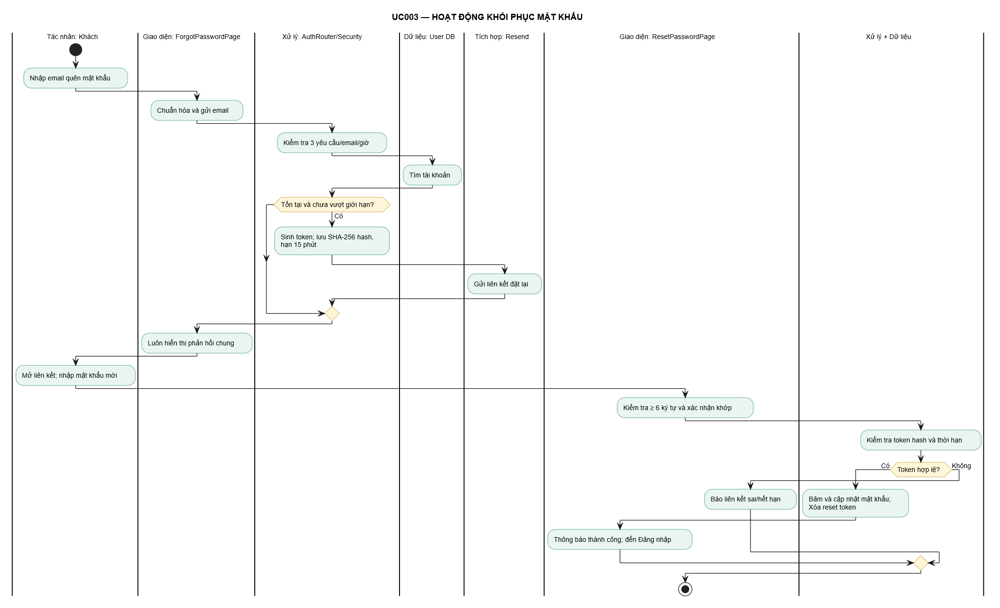 UC003 — HOẠT ĐỘNG KHÔI PHỤC MẬT KHẨU
Tác nhân: Khách
Giao diện: ForgotPasswordPage
Xử lý: AuthRouter/Security
Dữ liệu: User DB
Tích hợp: Resend
Giao diện: ResetPasswordPage
Xử lý + Dữ liệu
Nhập email quên mật khẩu
Chuẩn hóa và gửi email
Kiểm tra 3 yêu cầu/email/giờ
Tìm tài khoản
Tồn tại và chưa vượt giới hạn?
Có
Sinh token; lưu SHA-256 hash,
hạn 15 phút
Gửi liên kết đặt lại
Luôn hiển thị phản hồi chung
Mở liên kết; nhập mật khẩu mới
Kiểm tra ≥ 6 ký tự và xác nhận khớp
Kiểm tra token hash và thời hạn
Có
Token hợp lệ?
Không
Báo liên kết sai/hết hạn
Băm và cập nhật mật khẩu;
Xóa reset token
Thông báo thành công; đến Đăng nhập